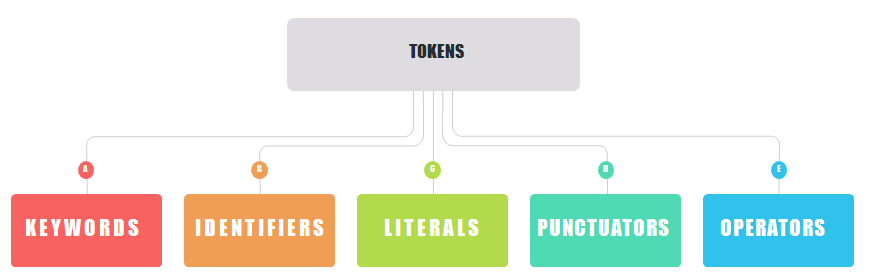 TOKENS
A B C D E
KEYWORDS IDENTIFIERS LITERALS PUNCTUATORS OPERATORS